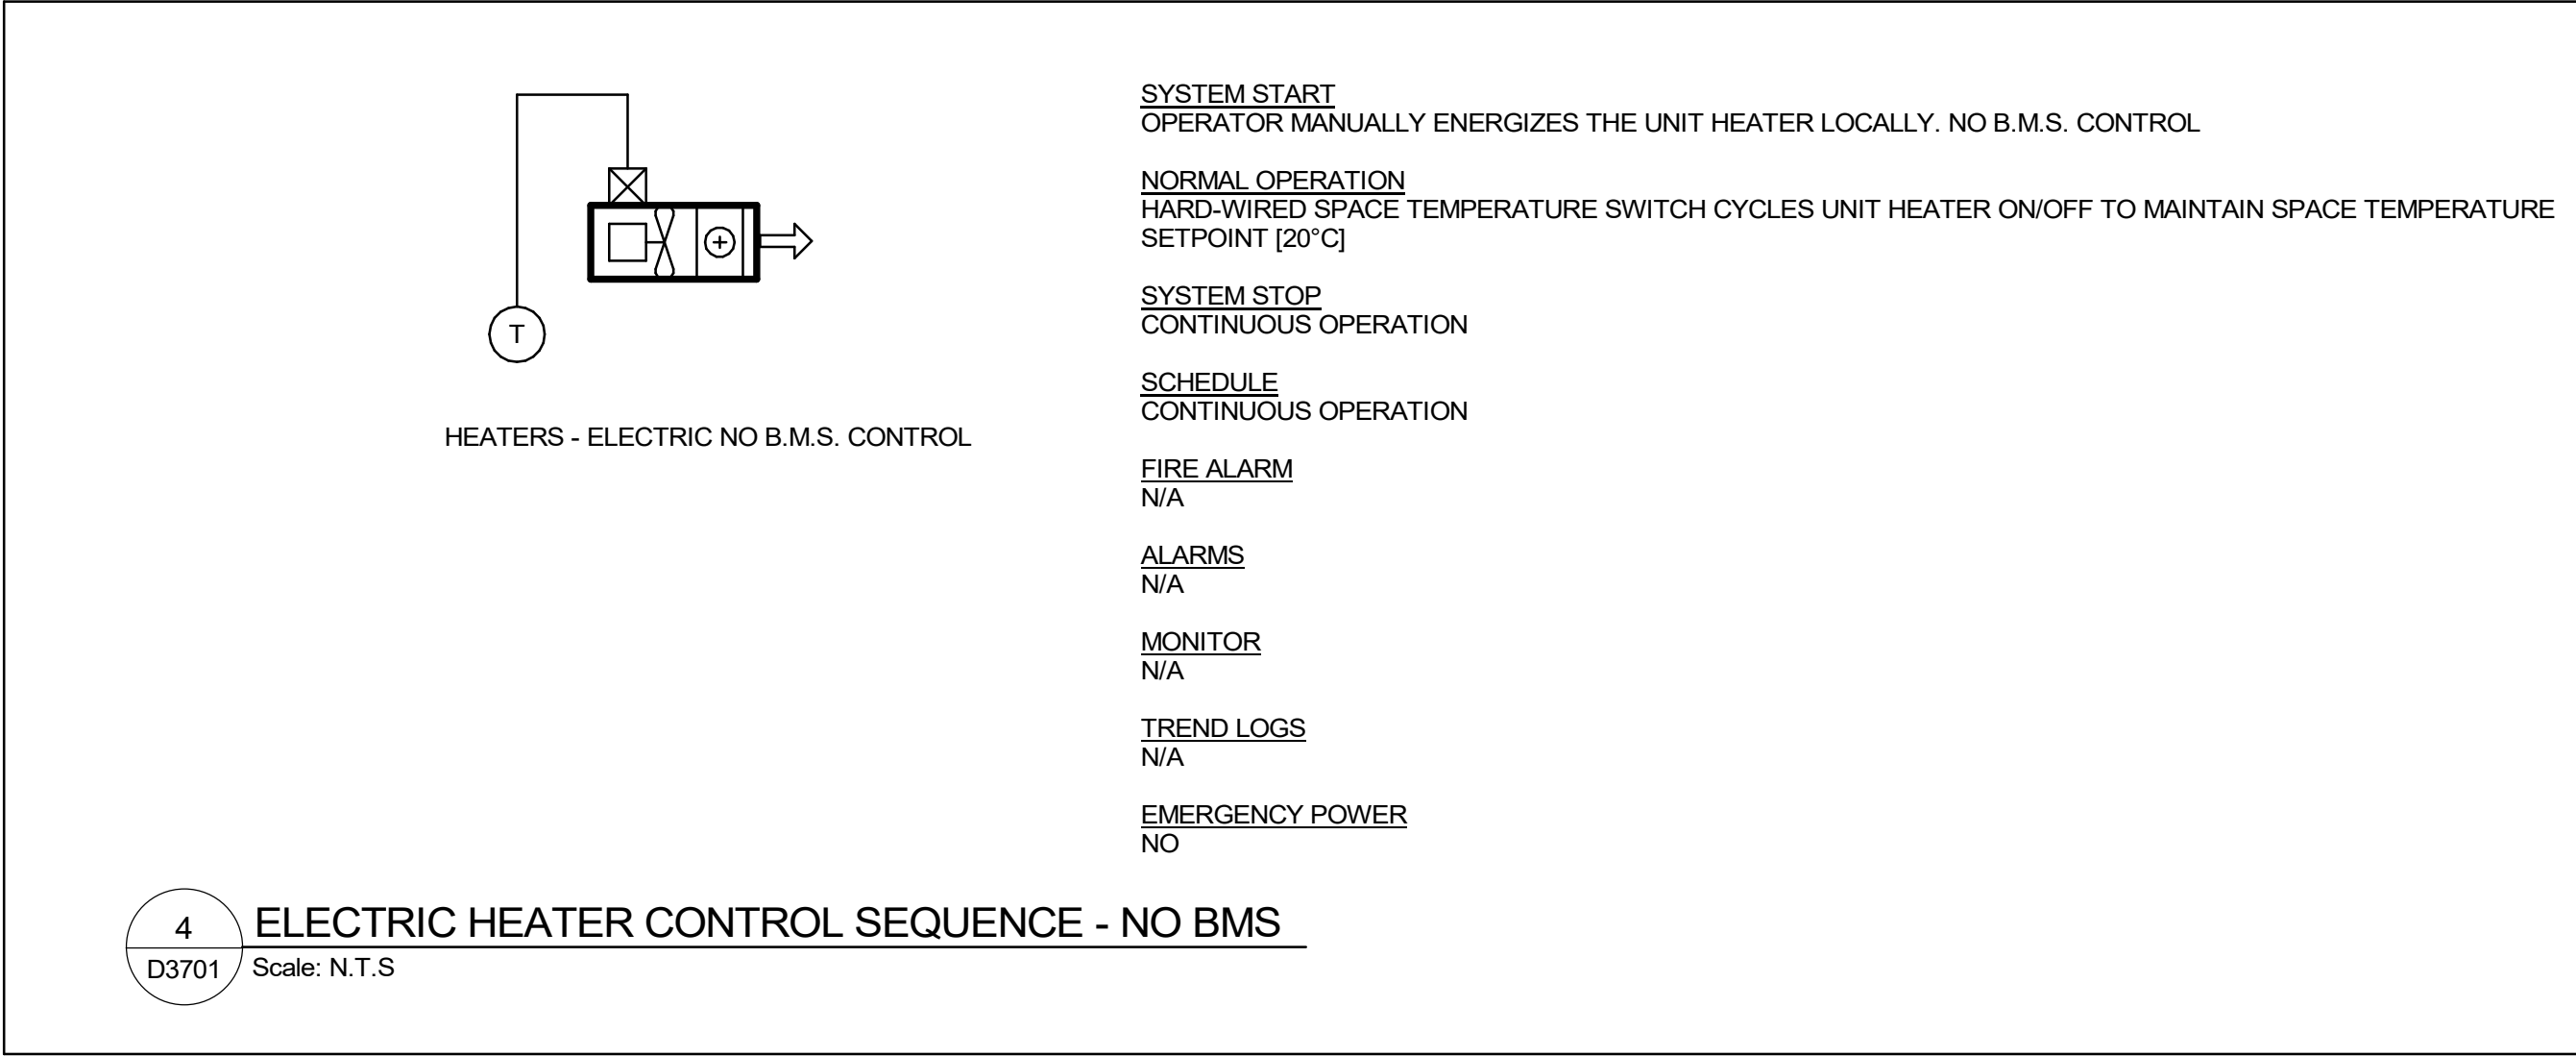 SYSTEM START
OPERATOR MANUALLY ENERGIZES THE UNIT HEATER LOCALLY. NO B.M.S. CONTROL
NORMAL OPERATION
HARD-WIRED SPACE TEMPERATURE SWITCH CYCLES UNIT HEATER ON/OFF TO MAINTAIN SPACE TEMPERATURE
SETPOINT [20°C]
SYSTEM STOP
CONTINUOUS OPERATION
SCHEDULE
CONTINUOUS OPERATION
FIRE ALARM
N/A
ALARMS
N/A
MONITOR
N/A
TREND LOGS
N/A
EMERGENCY POWER
NO
T
HEATERS - ELECTRIC NO B.M.S. CONTROL
4
D3701
ELECTRIC HEATER CONTROL SEQUENCE - NO BMS
Scale: N.T.S